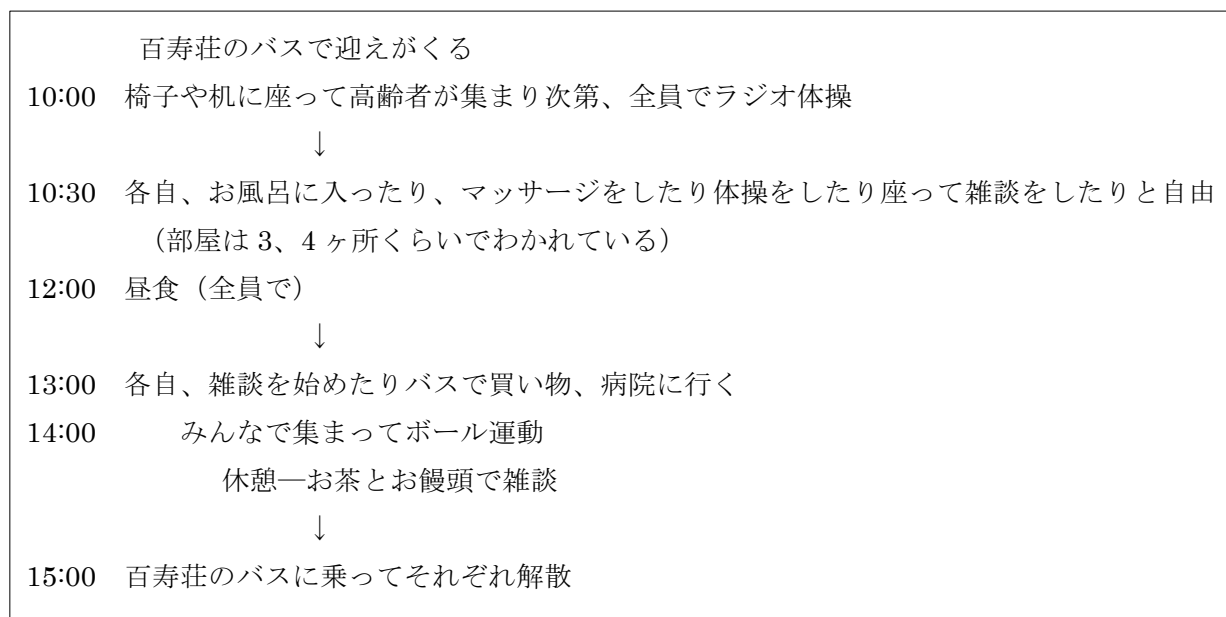 百寿荘のバスで迎えがくる
10:00 椅子や机に座って高齢者が集まり次第、全員でラジオ体操
↓
10:30 各自、お風呂に入ったり、マッサージをしたり体操をしたり座って雑談をしたりと自由
（部屋は 3、4 ヶ所くらいでわかれている）
12:00 昼食（全員で）
↓
13:00 各自、雑談を始めたりバスで買い物、病院に行く
14:00 みんなで集まってボール運動
休憩―お茶とお饅頭で雑談
↓
15:00 百寿荘のバスに乗ってそれぞれ解散